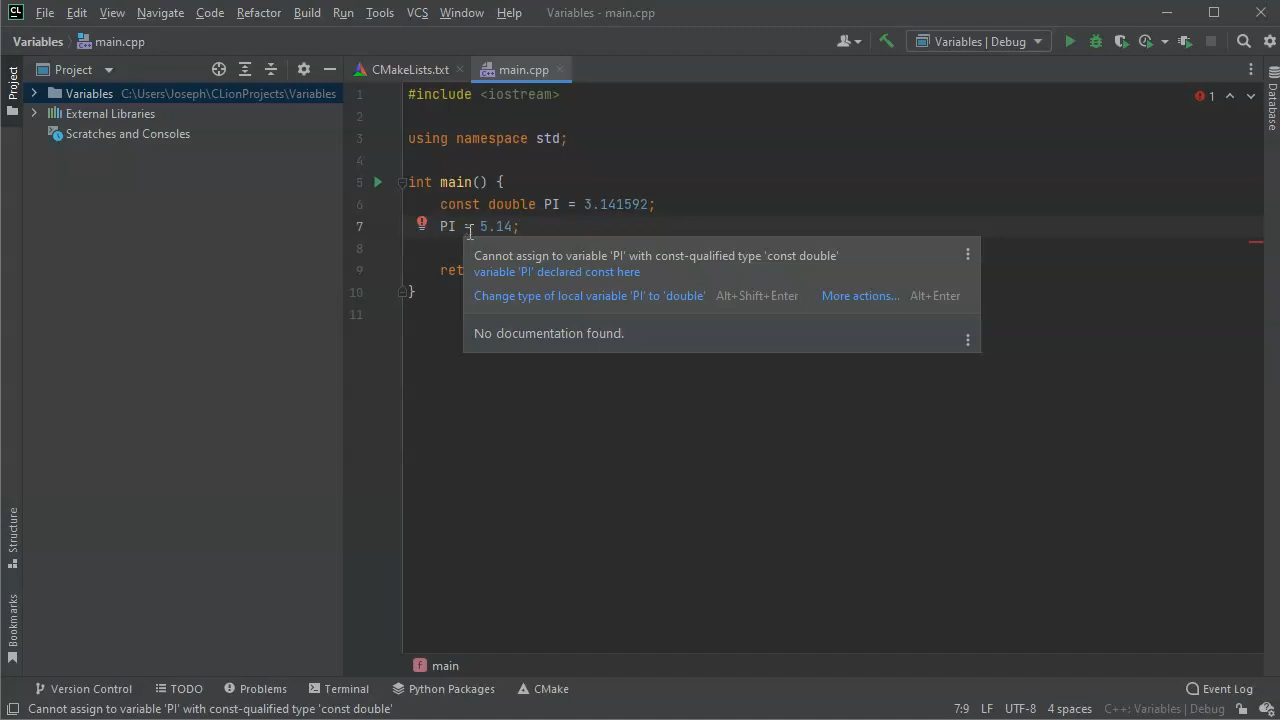 CL File Edit View Navigate Code Refactor Build Run Tools VCS Window Help Variables - main.cpp
Variables main.cpp Variables | Debug
Project CMakeLists.txt main.cpp
Project
Variables C:\Users\Joseph\CLionProjects\Variables
External Libraries
Scratches and Consoles
Structure
Bookmarks
1 #include <iostream>
2
3 using namespace std;
4
5 int main() {
6 const double PI = 3.141592;
7 PI = 5.14;
8
9 ret
10 }
11
1
Database
Cannot assign to variable 'PI' with const-qualified type 'const double'
variable 'PI' declared const here
Change type of local variable 'PI' to 'double' Alt+Shift+Enter More actions... Alt+Enter
No documentation found.
f main
Version Control TODO Problems Terminal Python Packages CMake Event Log
Cannot assign to variable 'PI' with const-qualified type 'const double' 7:9 LF UTF-8 4 spaces C++: Variables | Debug